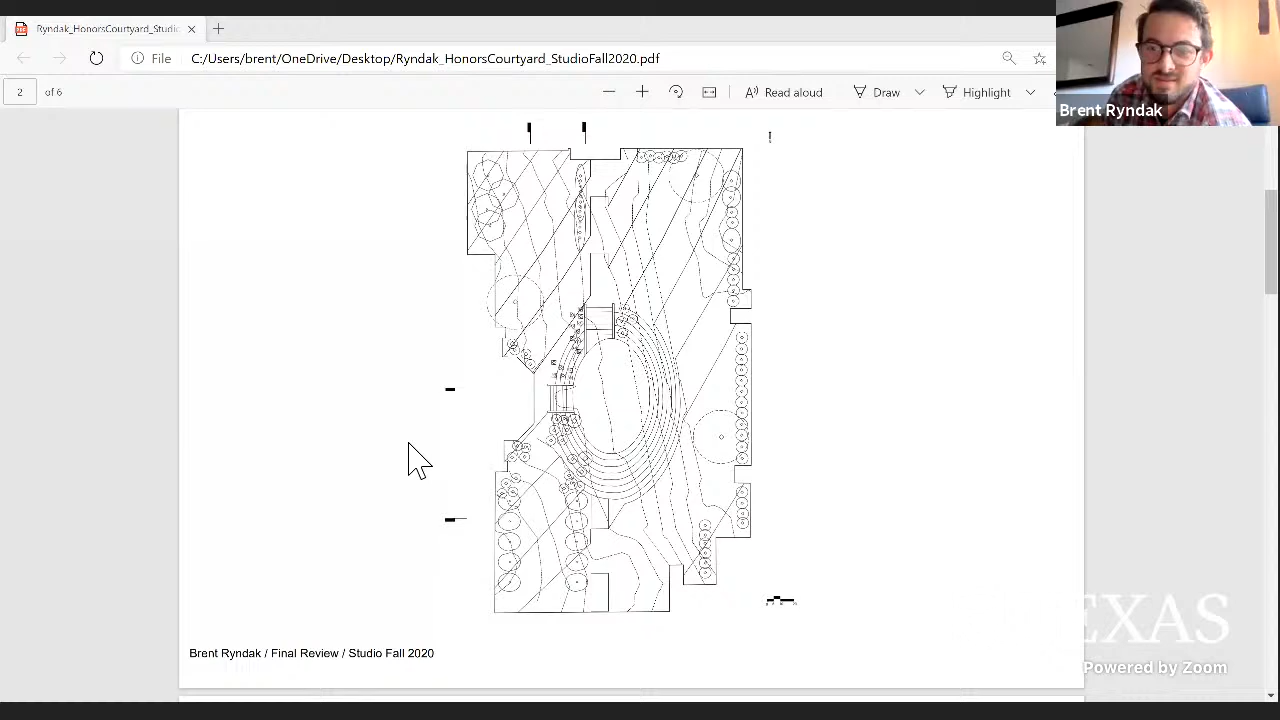 Ryndak_HonorsCourtyard_Studio
File C:/Users/brent/OneDrive/Desktop/Ryndak_HonorsCourtyard_StudioFall2020.pdf
2 of 6
Read aloud
Draw
Highlight
Brent Ryndak
Brent Ryndak / Final Review / Studio Fall 2020
EXAS
Powered by Zoom